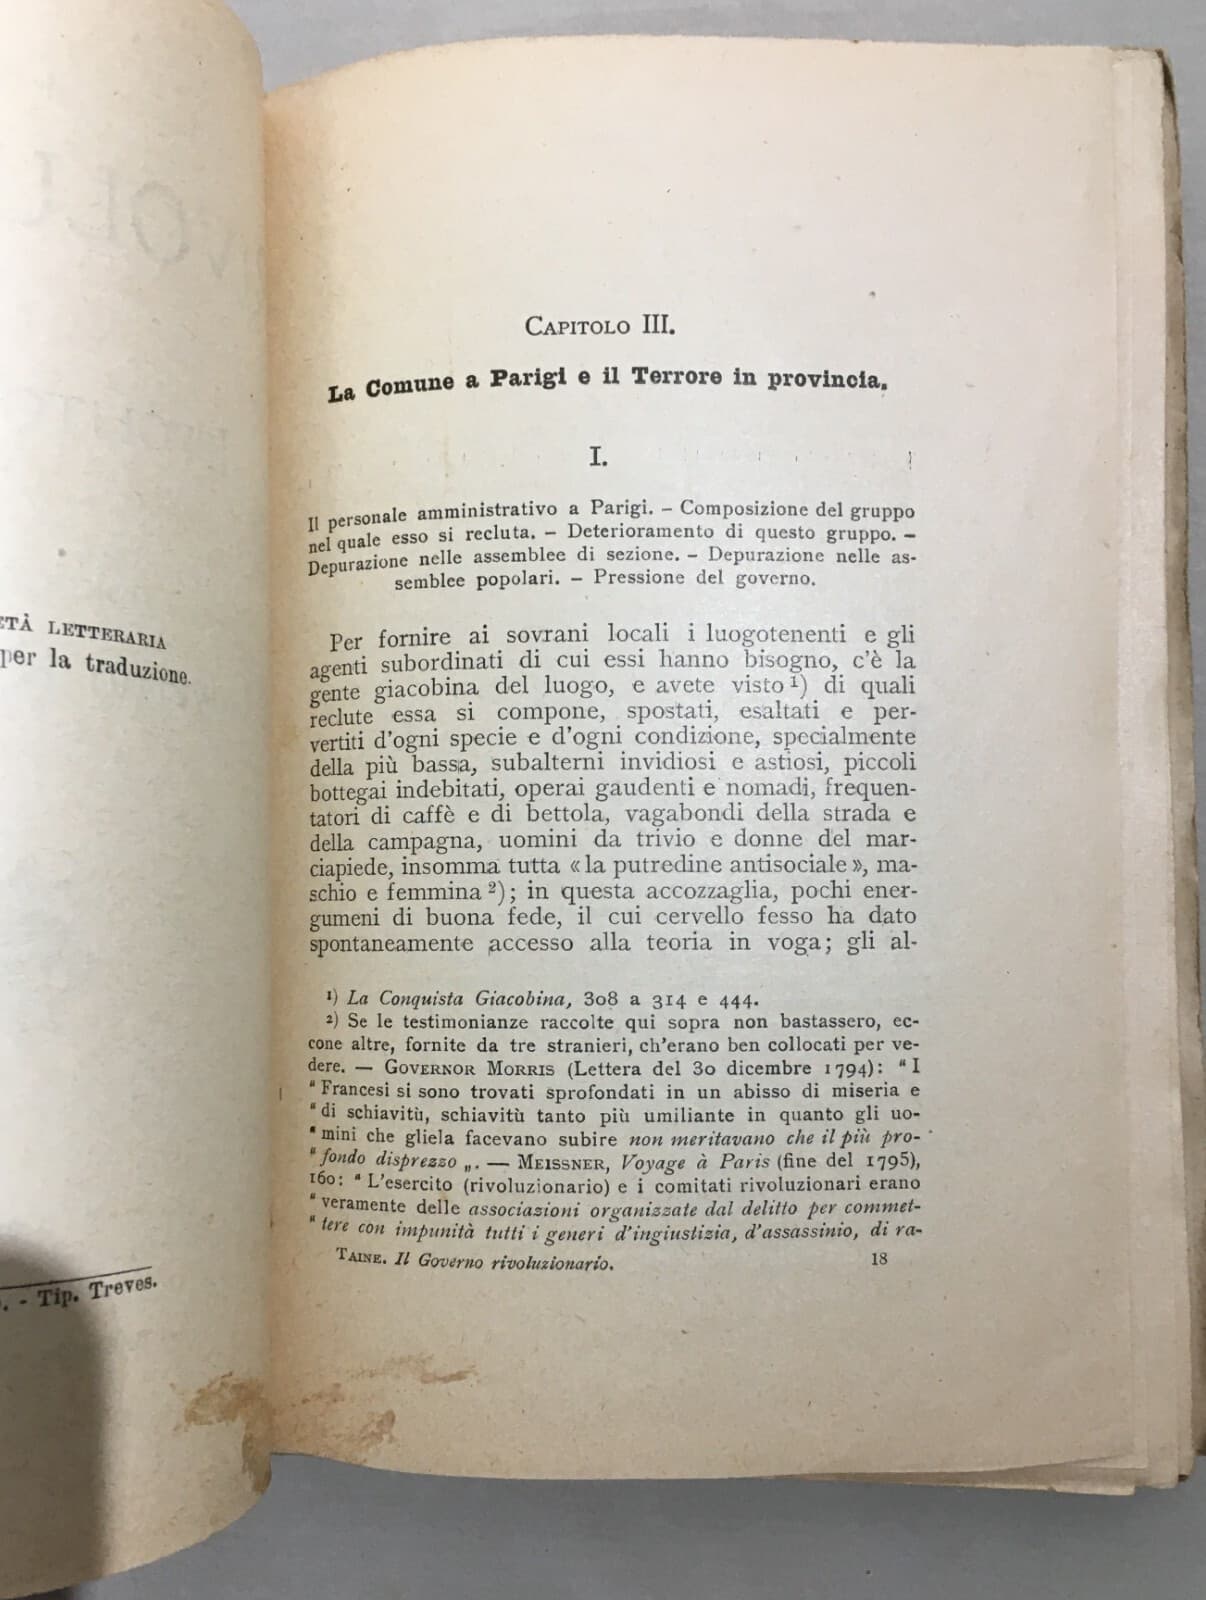 ETÀ LETTERARIA
per la traduzione.
- Tip. Treves.
CAPITOLO III.
La Comune a Parigi e il Terrore in provincia.
I.
Il personale amministrativo a Parigi. – Composizione del gruppo
nel quale esso si recluta. – Deterioramento di questo gruppo. –
Depurazione nelle assemblee di sezione. – Depurazione nelle as-
semblee popolari. – Pressione del governo.
Per fornire ai sovrani locali i luogotenenti e gli
agenti subordinati di cui essi hanno bisogno, c'è la
gente giacobina del luogo, e avete visto ¹) di quali
reclute essa si compone, spostati, esaltati e per-
vertiti d'ogni specie e d'ogni condizione, specialmente
della più bassa, subalterni invidiosi e astiosi, piccoli
bottegai indebitati, operai gaudenti e nomadi, frequen-
tatori di caffè e di bettola, vagabondi della strada e
della campagna, uomini da trivio e donne del mar-
ciapiede, insomma tutta « la putredine antisociale », ma-
schio e femmina ²); in questa accozzaglia, pochi ener-
gumeni di buona fede, il cui cervello fesso ha dato
spontaneamente accesso alla teoria in voga; gli al-
¹) La Conquista Giacobina, 308 a 314 e 444.
²) Se le testimonianze raccolte qui sopra non bastassero, ec-
cone altre, fornite da tre stranieri, ch'erano ben collocati per ve-
dere. — GOVERNOR MORRIS (Lettera del 30 dicembre 1794): “ I
“ Francesi si sono trovati sprofondati in un abisso di miseria e
“ di schiavitù, schiavitù tanto più umiliante in quanto gli uo-
“ mini che gliela facevano subire non meritavano che il più pro-
“ fondo disprezzo „. — MEISSNER, Voyage à Paris (fine del 1795),
160: “ L'esercito (rivoluzionario) e i comitati rivoluzionari erano
“ veramente delle associazioni organizzate dal delitto per commet-
“ tere con impunità tutti i generi d'ingiustizia, d'assassinio, di ra-
TAINE. Il Governo rivoluzionario. 18